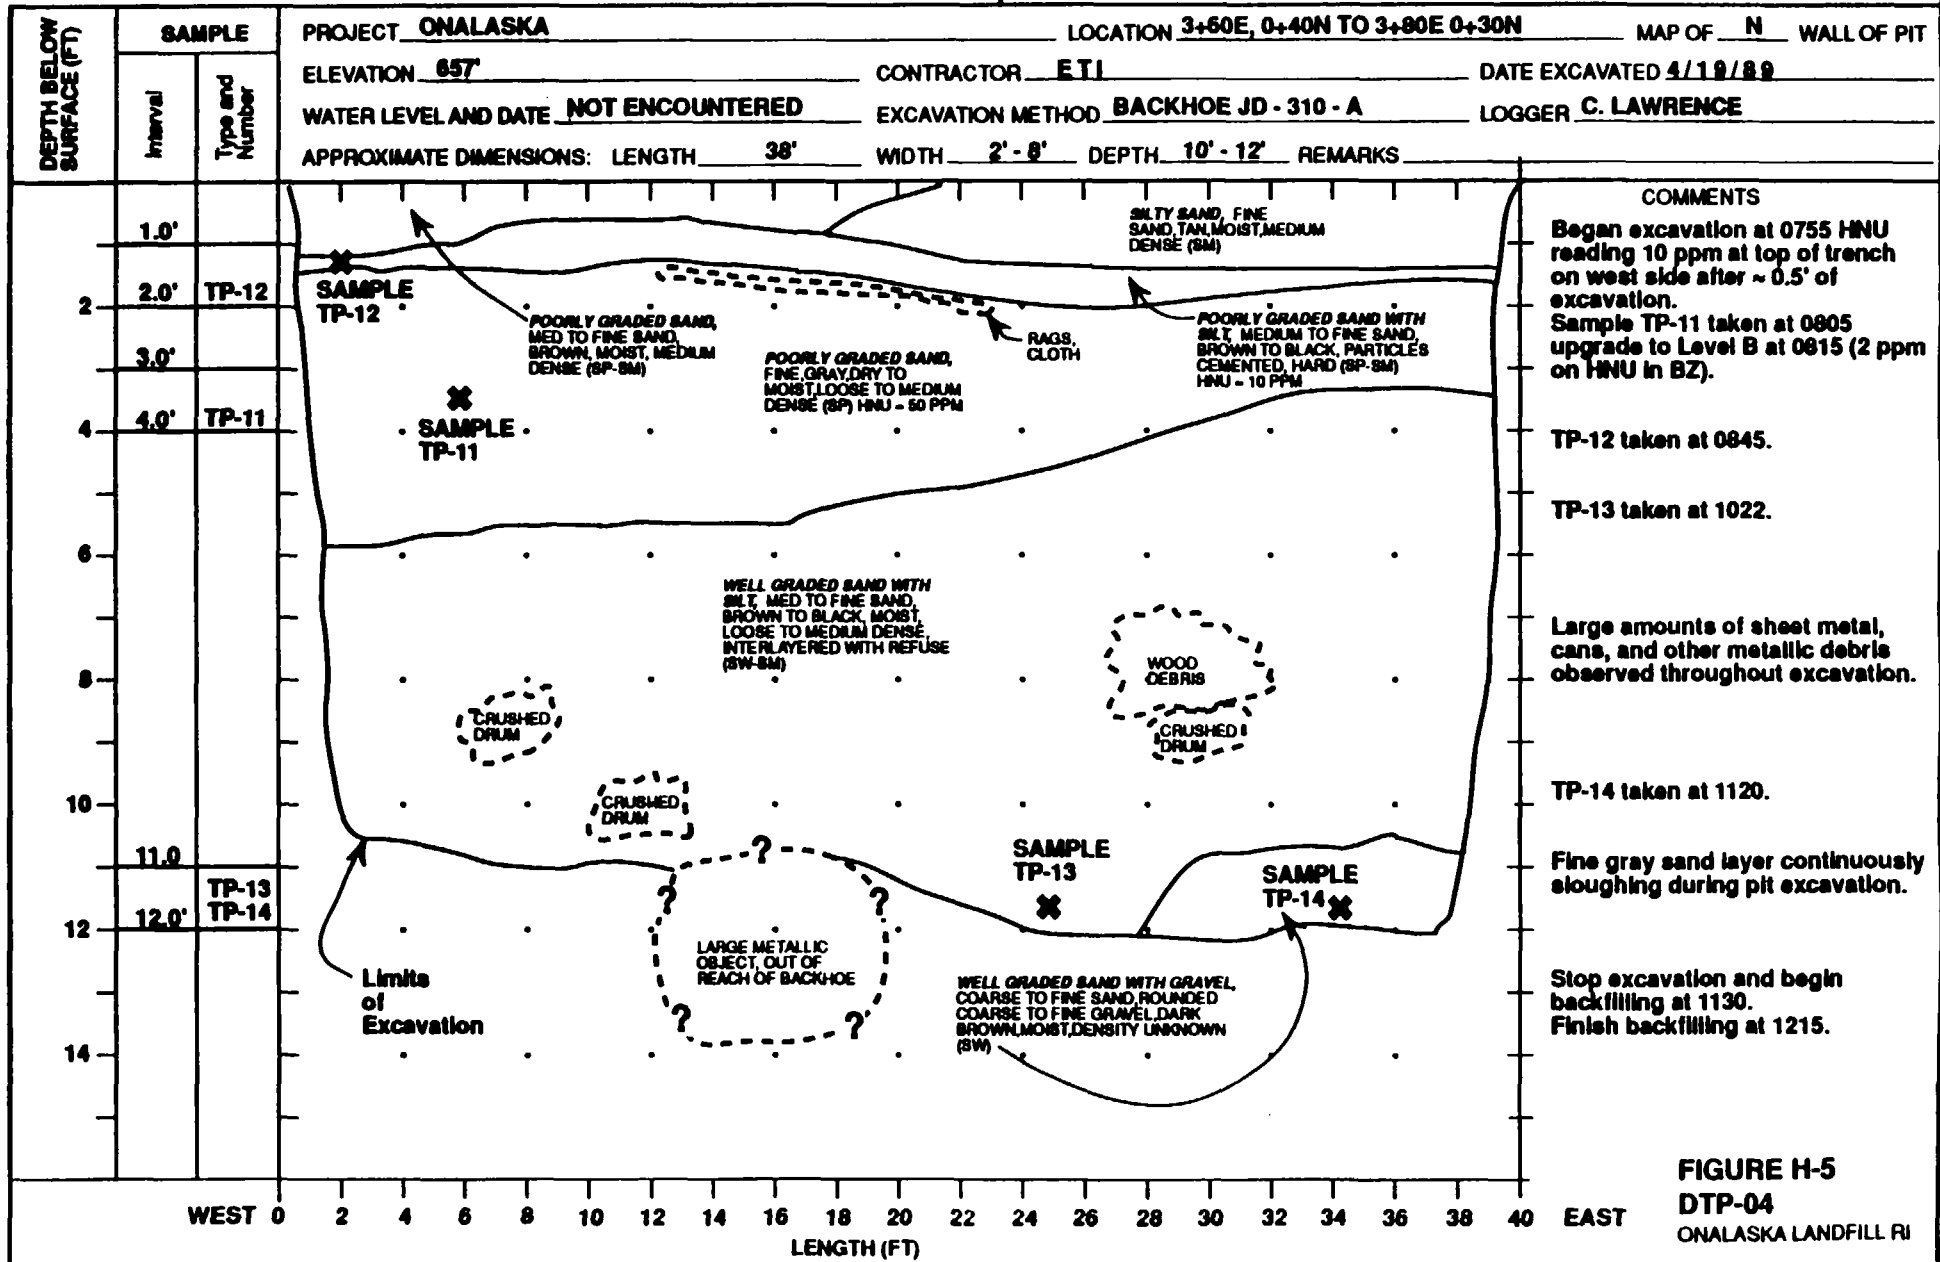 DEPTH BELOW
SURFACE (FT)
SAMPLE
Interval
Type and
Number
PROJECT ONALASKA
LOCATION 3+60E, 0+40N TO 3+80E 0+30N
MAP OF N WALL OF PIT
ELEVATION 657'
CONTRACTOR ETI
DATE EXCAVATED 4/19/89
WATER LEVEL AND DATE NOT ENCOUNTERED
EXCAVATION METHOD BACKHOE JD - 310 - A
LOGGER C. LAWRENCE
APPROXIMATE DIMENSIONS: LENGTH 38' WIDTH 2' - 8' DEPTH 10' - 12' REMARKS
2
4
6
8
10
12
14
1.0'
2.0'
3.0'
4.0'
11.0
12.0'
TP-12
TP-11
TP-13
TP-14
SAMPLE
TP-12
POORLY GRADED SAND,
MED TO FINE SAND,
BROWN, MOIST, MEDIUM
DENSE (SP-SM)
SILTY SAND, FINE
SAND, TAN, MOIST, MEDIUM
DENSE (SM)
RAGS,
CLOTH
POORLY GRADED SAND,
FINE, GRAY, DRY TO
MOIST, LOOSE TO MEDIUM
DENSE (SP) HNU - 50 PPM
POORLY GRADED SAND WITH
SILT, MEDIUM TO FINE SAND,
BROWN TO BLACK, PARTICLES
CEMENTED, HARD (SP-SM)
HNU - 10 PPM
SAMPLE
TP-11
WELL GRADED SAND WITH
SILT, MED TO FINE SAND,
BROWN TO BLACK, MOIST,
LOOSE TO MEDIUM DENSE,
INTERLAYERED WITH REFUSE
(SW-SM)
WOOD
DEBRIS
CRUSHED
DRUM
CRUSHED
DRUM
CRUSHED
DRUM
SAMPLE
TP-13
SAMPLE
TP-14
?
?
?
?
?
LARGE METALLIC
OBJECT, OUT OF
REACH OF BACKHOE
Limits
of
Excavation
WELL GRADED SAND WITH GRAVEL,
COARSE TO FINE SAND, ROUNDED
COARSE TO FINE GRAVEL, DARK
BROWN, MOIST, DENSITY UNKNOWN
(SW)
COMMENTS
Began excavation at 0755 HNU
reading 10 ppm at top of trench
on west side after ≈ 0.5' of
excavation.
Sample TP-11 taken at 0805
upgrade to Level B at 0815 (2 ppm
on HNU in BZ).
TP-12 taken at 0845.
TP-13 taken at 1022.
Large amounts of sheet metal,
cans, and other metallic debris
observed throughout excavation.
TP-14 taken at 1120.
Fine gray sand layer continuously
sloughing during pit excavation.
Stop excavation and begin
backfilling at 1130.
Finish backfilling at 1215.
WEST 0 2 4 6 8 10 12 14 16 18 20 22 24 26 28 30 32 34 36 38 40 EAST
LENGTH (FT)
FIGURE H-5
DTP-04
ONALASKA LANDFILL RI